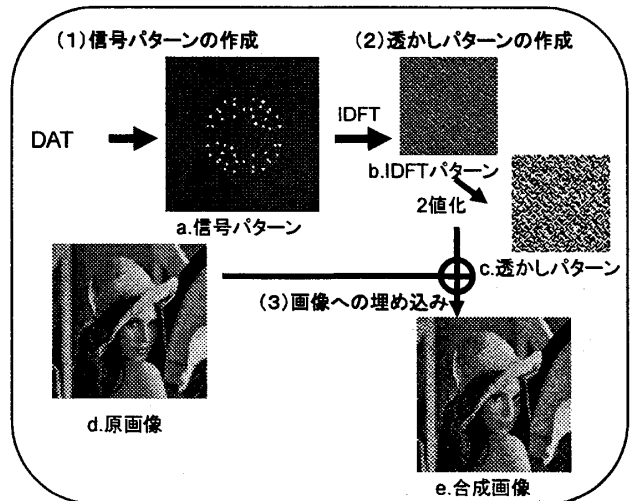 (1)信号パターンの作成
(2)透かしパターンの作成
DAT
IDFT
a.信号パターン
b.IDFTパターン
2値化
c.透かしパターン
(3)画像への埋め込み
d.原画像
e.合成画像